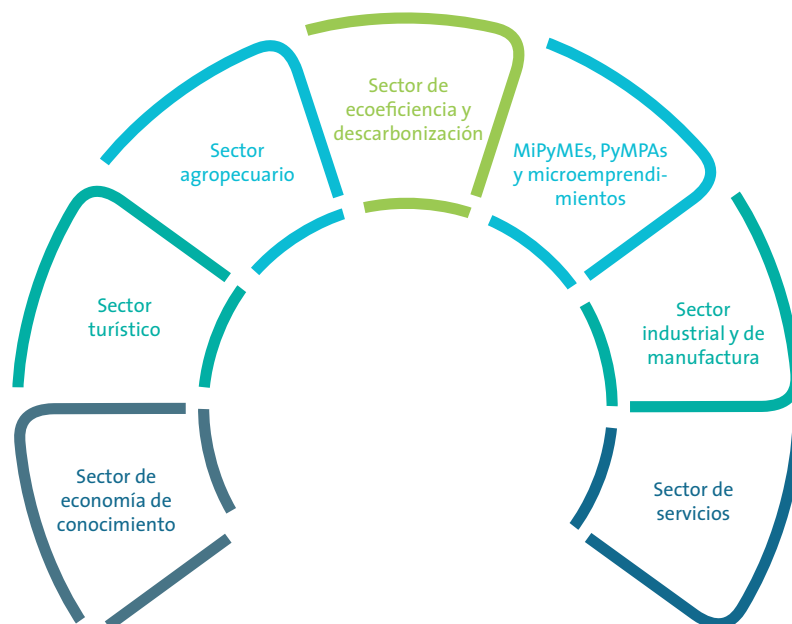 Sector de
ecoeficiencia y
descarbonización
Sector
agropecuario
MiPyMEs, PyMPAs
y microemprendi-
mientos
Sector
turístico
Sector
industrial y de
manufactura
Sector de
economía de
conocimiento
Sector de
servicios